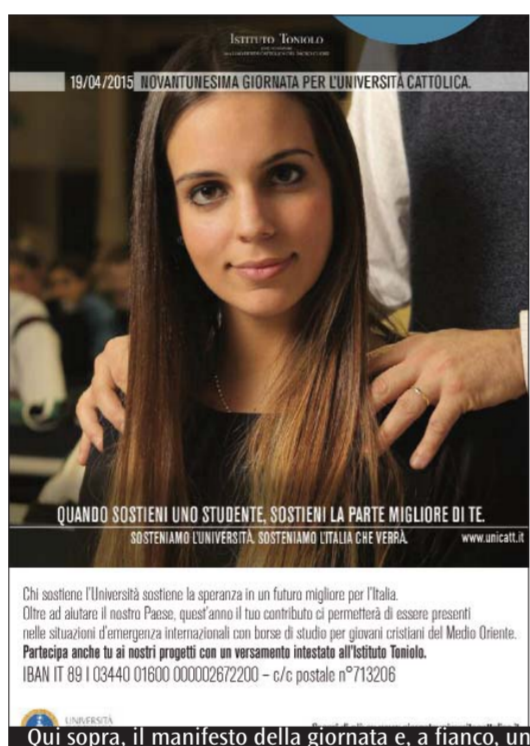 ISTITUTO TONIOLO
19/04/2015 NOVANTUNESIMA GIORNATA PER L'UNIVERSITÀ CATTOLICA.
QUANDO SOSTIENI UNO STUDENTE, SOSTIENI LA PARTE MIGLIORE DI TE.
SOSTENIAMO L'UNIVERSITÀ. SOSTENIAMO L'ITALIA CHE VERRÀ. www.unicatt.it
Chi sostiene l'Università sostiene la speranza in un futuro migliore per l'Italia.
Oltre ad aiutare il nostro Paese, quest'anno il tuo contributo ci permetterà di essere presenti
nelle situazioni d'emergenza internazionali con borse di studio per giovani cristiani del Medio Oriente.
Partecipa anche tu ai nostri progetti con un versamento intestato all'Istituto Toniolo.
IBAN IT 89 I 03440 01600 000002672200 – c/c postale n°713206
UNIVERSITÀ
Qui sopra, il manifesto della giornata e, a fianco, un